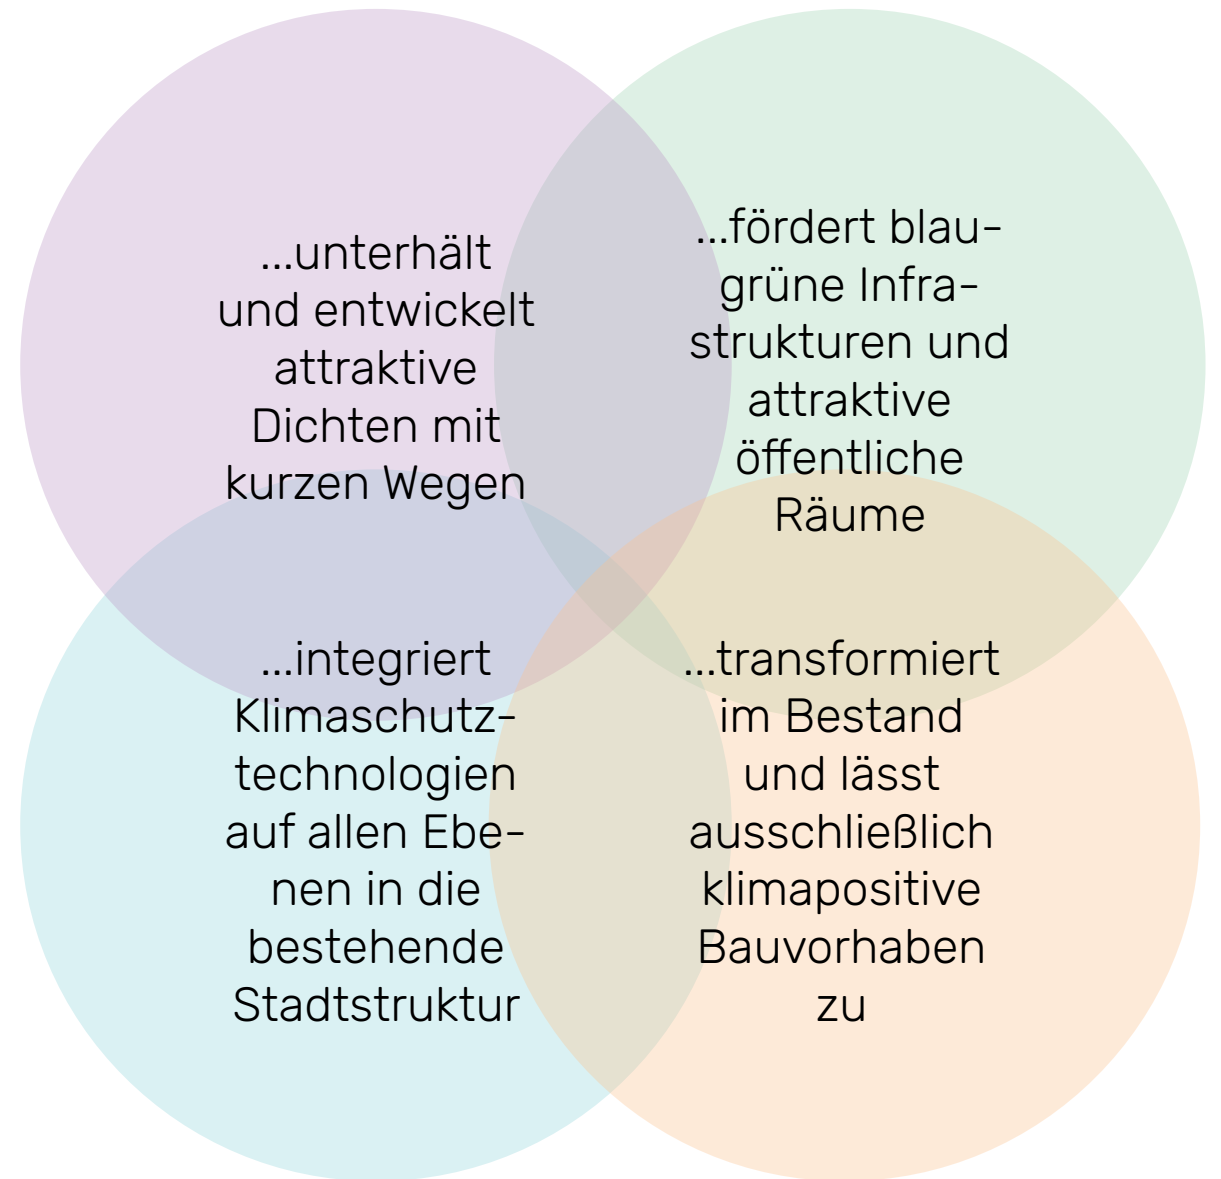 ...unterhält
und entwickelt
attraktive
Dichten mit
kurzen Wegen
...fördert blau-
grüne Infra-
strukturen und
attraktive
öffentliche
Räume
...integriert
Klimaschutz-
technologien
auf allen Ebe-
nen in die
bestehende
Stadtstruktur
...transformiert
im Bestand
und lässt
ausschließlich
klimapositive
Bauvorhaben
zu